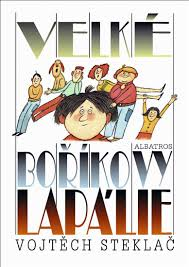 VELKÉ
ALBATROS
BOŘÍKOVY
LAPÁLIE
VOJTĚCH STEKLAČ